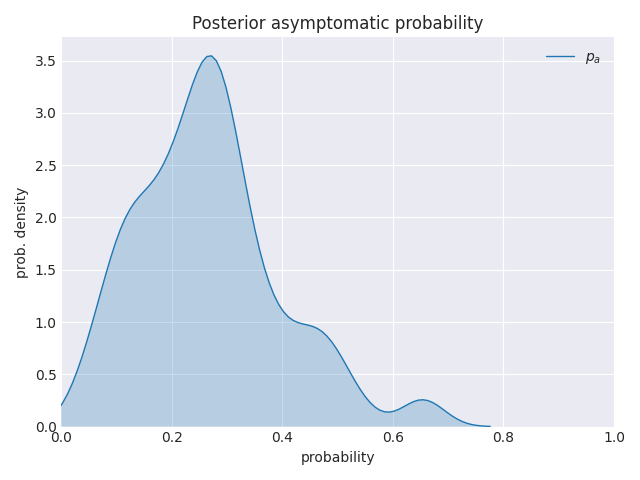 Posterior asymptomatic probability
pₐ
prob. density
3.5
3.0
2.5
2.0
1.5
1.0
0.5
0.0
0.0 0.2 0.4 0.6 0.8 1.0
probability